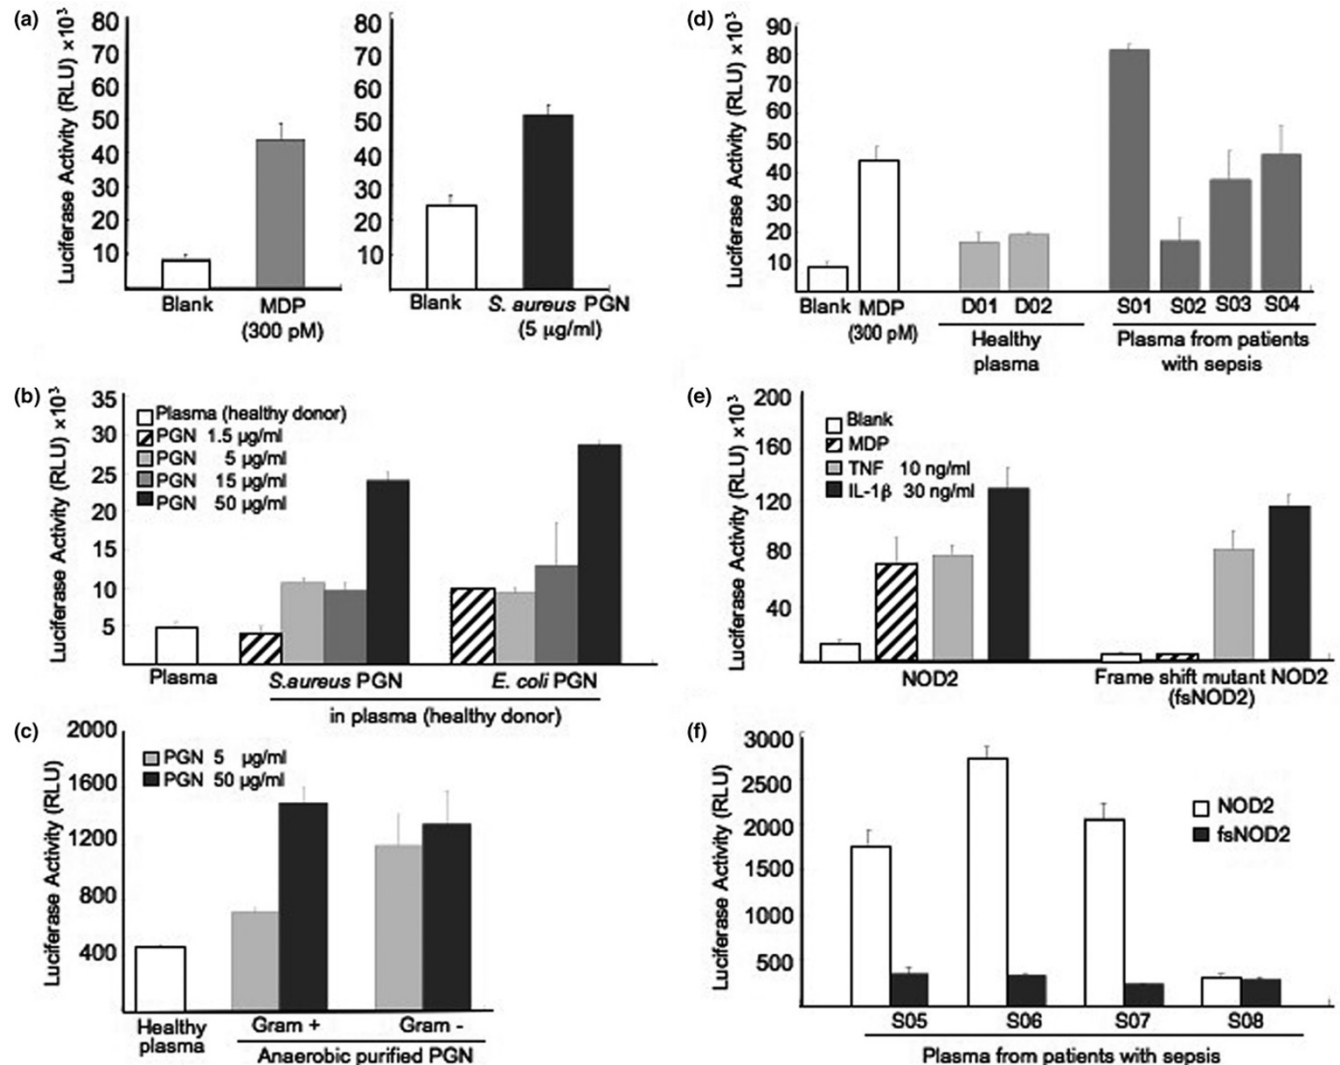 (a)
Luciferase Activity (RLU) ×10³
80
70
60
50
40
30
20
10
Blank
MDP
(300 pM)
80
70
60
50
40
30
20
10
Blank
S. aureus PGN
(5 µg/ml)
(b)
Luciferase Activity (RLU) ×10³
35
30
25
20
15
10
5
Plasma (healthy donor)
PGN 1.5 µg/ml
PGN 5 µg/ml
PGN 15 µg/ml
PGN 50 µg/ml
Plasma
S.aureus PGN
E. coli PGN
in plasma (healthy donor)
(c)
Luciferase Activity (RLU)
2000
1600
1200
800
400
PGN 5 µg/ml
PGN 50 µg/ml
Healthy
plasma
Gram +
Gram -
Anaerobic purified PGN
(d)
Luciferase Activity (RLU) ×10³
90
80
70
60
50
40
30
20
10
Blank
MDP
(300 pM)
D01
D02
Healthy
plasma
S01
S02
S03
S04
Plasma from patients
with sepsis
(e)
Luciferase Activity (RLU) ×10³
200
160
120
80
40
Blank
MDP
TNF 10 ng/ml
IL-1β 30 ng/ml
NOD2
Frame shift mutant NOD2
(fsNOD2)
(f)
Luciferase Activity (RLU)
3000
2500
2000
1500
1000
500
NOD2
fsNOD2
S05
S06
S07
S08
Plasma from patients with sepsis